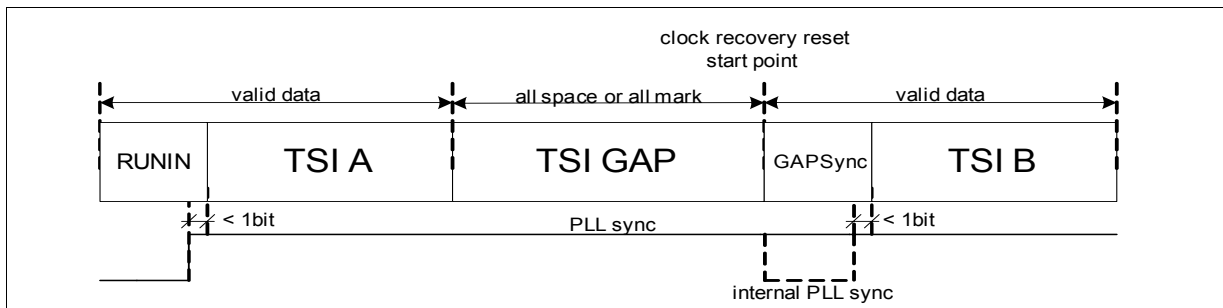 clock recovery reset
start point
valid data
all space or all mark
valid data
RUNIN
TSI A
TSI GAP
GAPSync
TSI B
< 1bit
PLL sync
< 1bit
internal PLL sync